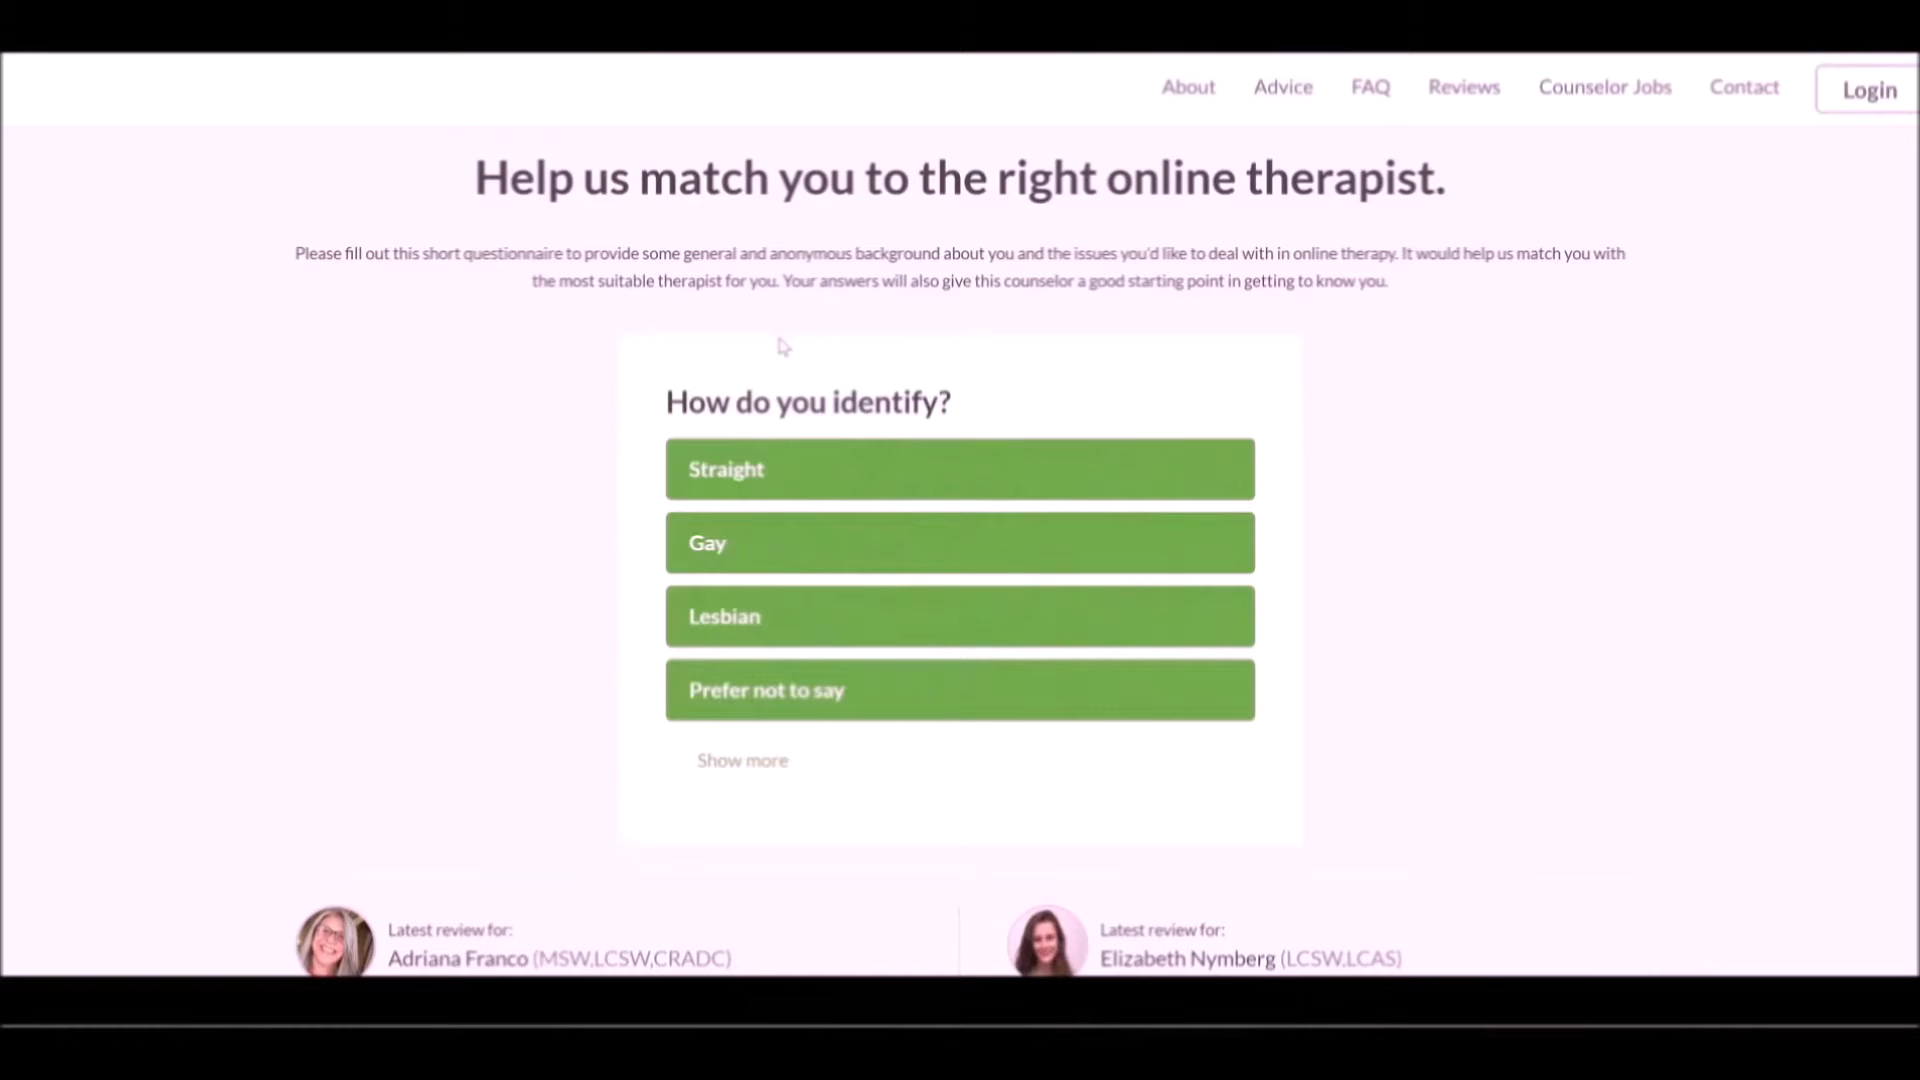 About Advice FAQ Reviews Counselor Jobs Contact Login
Help us match you to the right online therapist.
Please fill out this short questionnaire to provide some general and anonymous background about you and the issues you'd like to deal with in online therapy. It would help us match you with
the most suitable therapist for you. Your answers will also give this counselor a good starting point in getting to know you.
How do you identify?
Straight
Gay
Lesbian
Prefer not to say
Show more
Latest review for:
Adriana Franco (MSW,LCSW,CRADC)
Latest review for:
Elizabeth Nymberg (LCSW,LCAS)